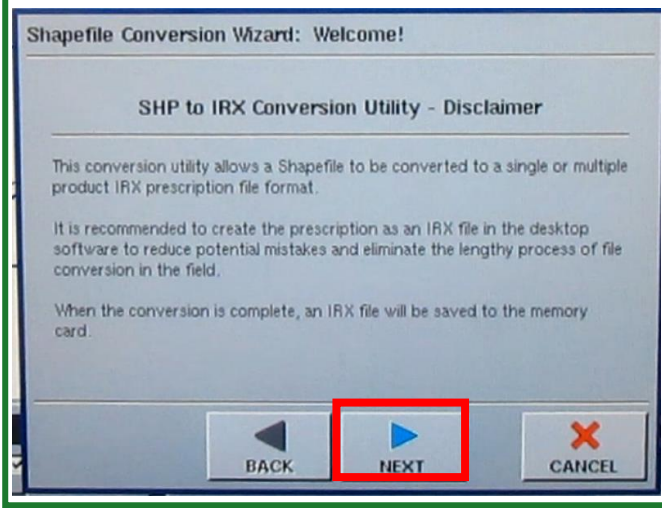 Shapefile Conversion Wizard: Welcome!
SHP to IRX Conversion Utility - Disclaimer
This conversion utility allows a Shapefile to be converted to a single or multiple
product IRX prescription file format.
It is recommended to create the prescription as an IRX file in the desktop
software to reduce potential mistakes and eliminate the lengthy process of file
conversion in the field.
When the conversion is complete, an IRX file will be saved to the memory
card.
BACK
NEXT
CANCEL